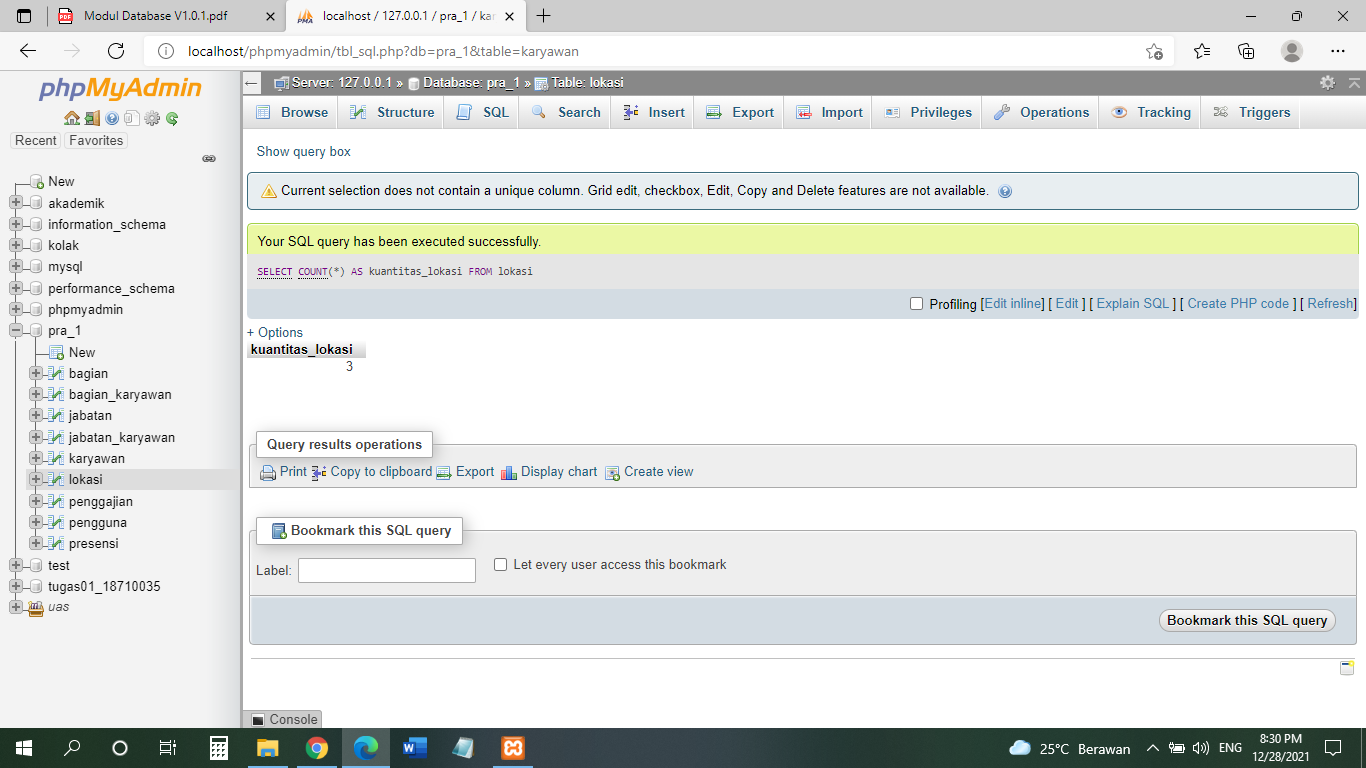 Modul Database V1.0.1.pdf
localhost / 127.0.0.1 / pra_1 / kar
localhost/phpmyadmin/tbl_sql.php?db=pra_1&table=karyawan
phpMyAdmin
Recent Favorites
New
akademik
information_schema
kolak
mysql
performance_schema
phpmyadmin
pra_1
New
bagian
bagian_karyawan
jabatan
jabatan_karyawan
karyawan
lokasi
penggajian
pengguna
presensi
test
tugas01_18710035
uas
Server: 127.0.0.1 » Database: pra_1 » Table: lokasi
Browse Structure SQL Search Insert Export Import Privileges Operations Tracking Triggers
Show query box
Current selection does not contain a unique column. Grid edit, checkbox, Edit, Copy and Delete features are not available.
Your SQL query has been executed successfully.
SELECT COUNT(*) AS kuantitas_lokasi FROM lokasi
Profiling [Edit inline] [ Edit ] [ Explain SQL ] [ Create PHP code ] [ Refresh]
+ Options
kuantitas_lokasi
3
Query results operations
Print Copy to clipboard Export Display chart Create view
Bookmark this SQL query
Label: Let every user access this bookmark
Bookmark this SQL query
Console
25°C Berawan ENG 8:30 PM
12/28/2021